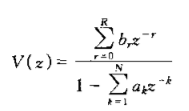 V(z) = \frac{\sum_{r=0}^{R} b_r z^{-r}}{1 - \sum_{k=1}^{N} a_k z^{-k}}